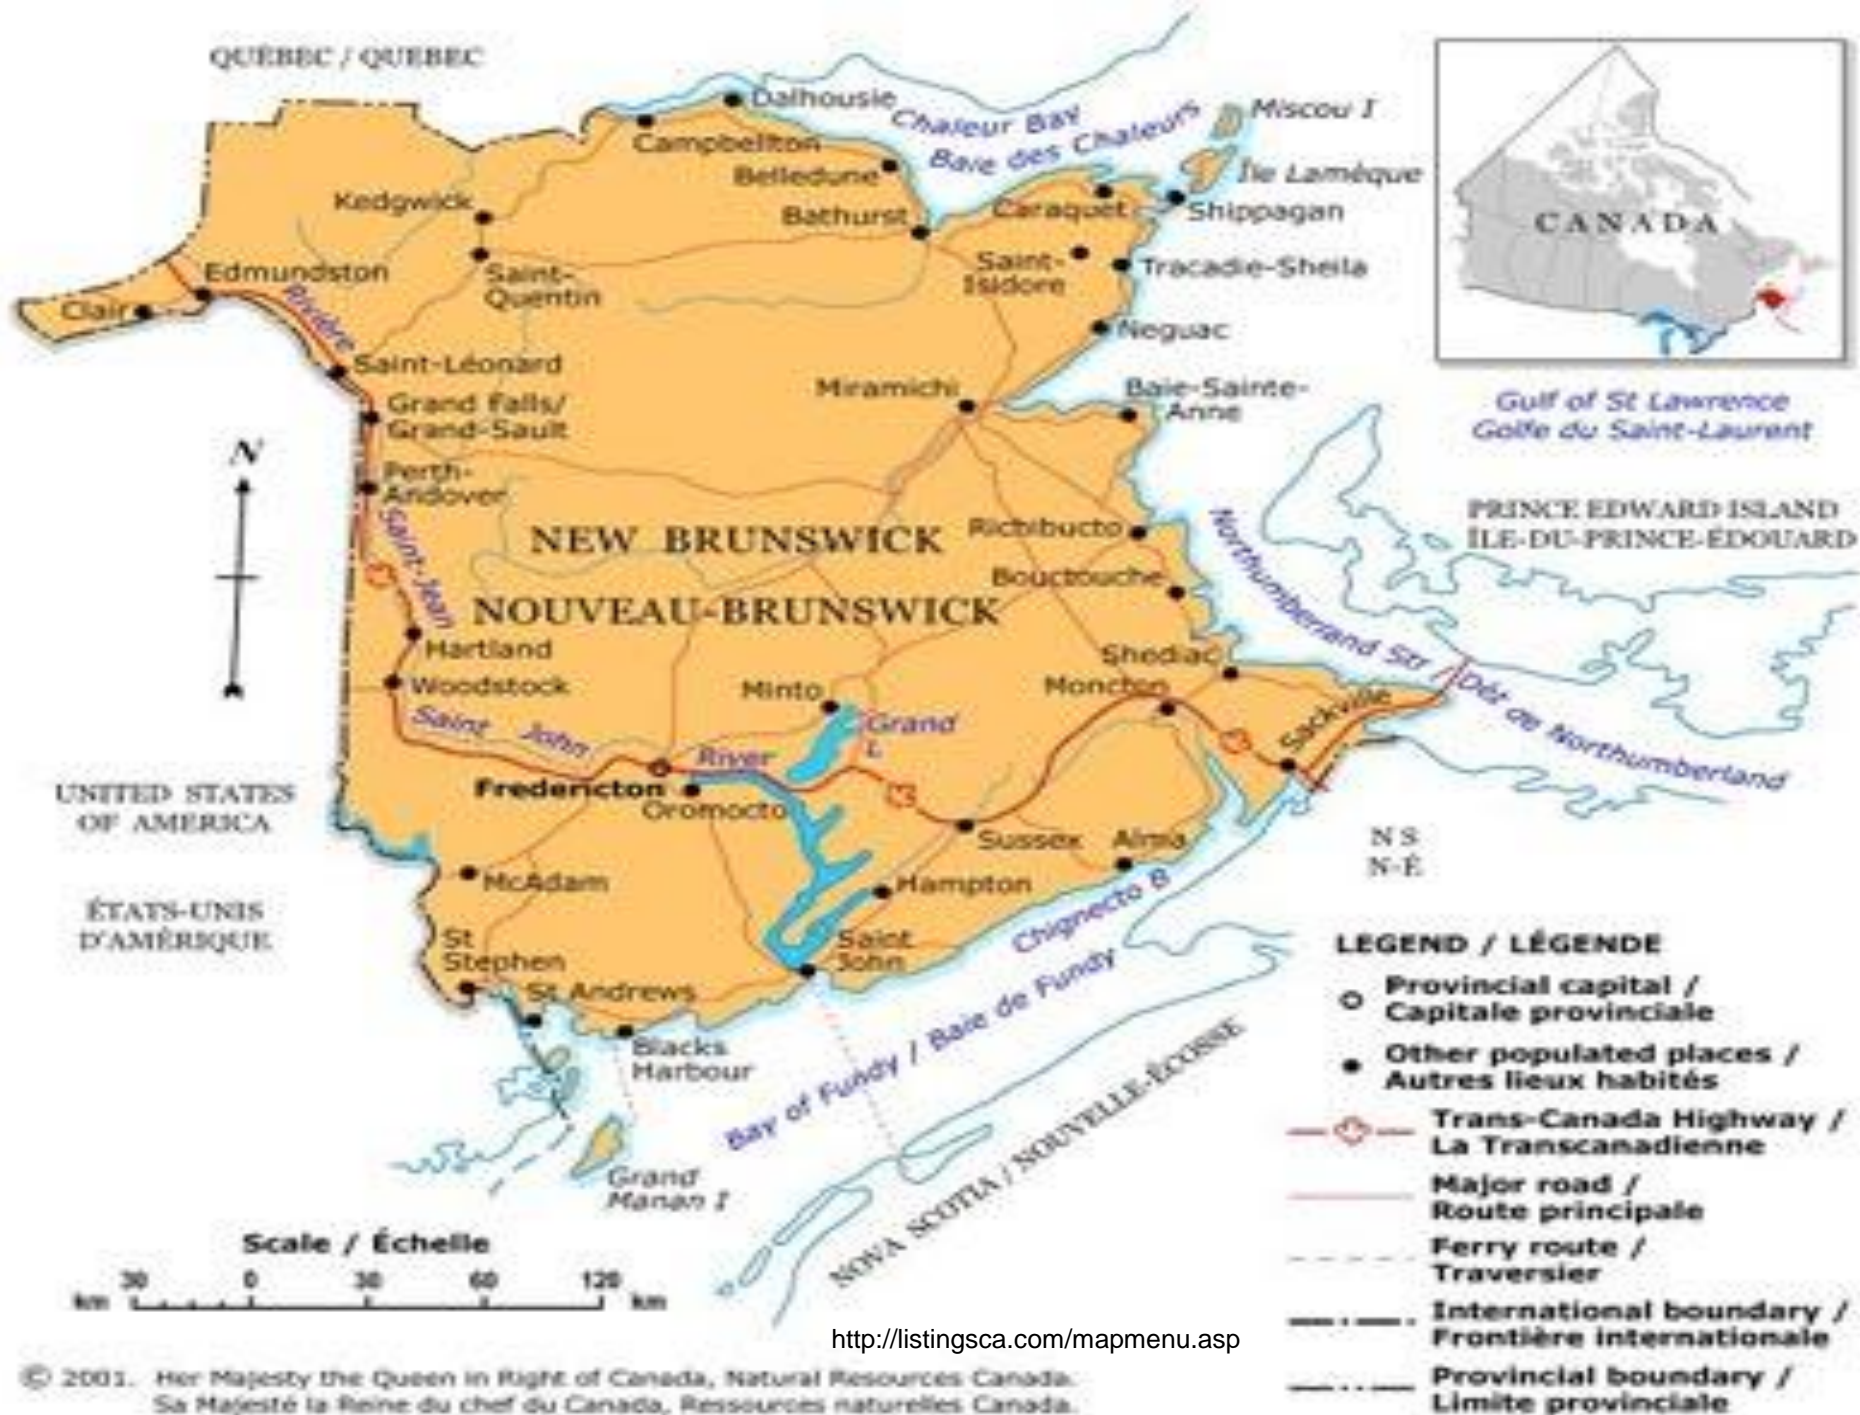 QUÉBEC / QUEBEC
Dalhousie
Chaleur Bay
Baie des Chaleurs
Miscou I
Campbellton
Belledune
Île Lamèque
Kedgwick
Bathurst
Caraquet
Shippagan
CANADA
Edmundston
Saint-
Quentin
Saint-
Isidore
Tracadie-Sheila
Clair
Rivière
Neguac
Saint-Léonard
Miramichi
Baie-Sainte-
Anne
Grand Falls/
Grand-Sault
Gulf of St Lawrence
Golfe du Saint-Laurent
N
Perth-
Andover
Saint-Jean
NEW BRUNSWICK
Richibucto
Northumberland Str / Dét de Northumberland
PRINCE EDWARD ISLAND
ÎLE-DU-PRINCE-ÉDOUARD
Bouctouche
NOUVEAU-BRUNSWICK
Hartland
Shediac
Woodstock
Minto
Moncton
Sackville
Saint John River
Grand
L
Fredericton
Oromocto
UNITED STATES
OF AMERICA
Sussex
Alma
N S
N-É
McAdam
Hampton
ÉTATS-UNIS
D'AMÉRIQUE
Chignecto B
St
Stephen
Saint
John
St Andrews
Bay of Fundy / Baie de Fundy
Blacks
Harbour
NOVA SCOTIA / NOUVELLE-ÉCOSSE
Grand
Manan I
LEGEND / LÉGENDE
Provincial capital /
Capitale provinciale
Other populated places /
Autres lieux habités
Trans-Canada Highway /
La Transcanadienne
Major road /
Route principale
Ferry route /
Traversier
International boundary /
Frontière internationale
Provincial boundary /
Limite provinciale
Scale / Échelle
30 0 30 60 120
km km
http://listingsca.com/mapmenu.asp
© 2001. Her Majesty the Queen in Right of Canada, Natural Resources Canada.
Sa Majesté la Reine du chef du Canada, Ressources naturelles Canada.